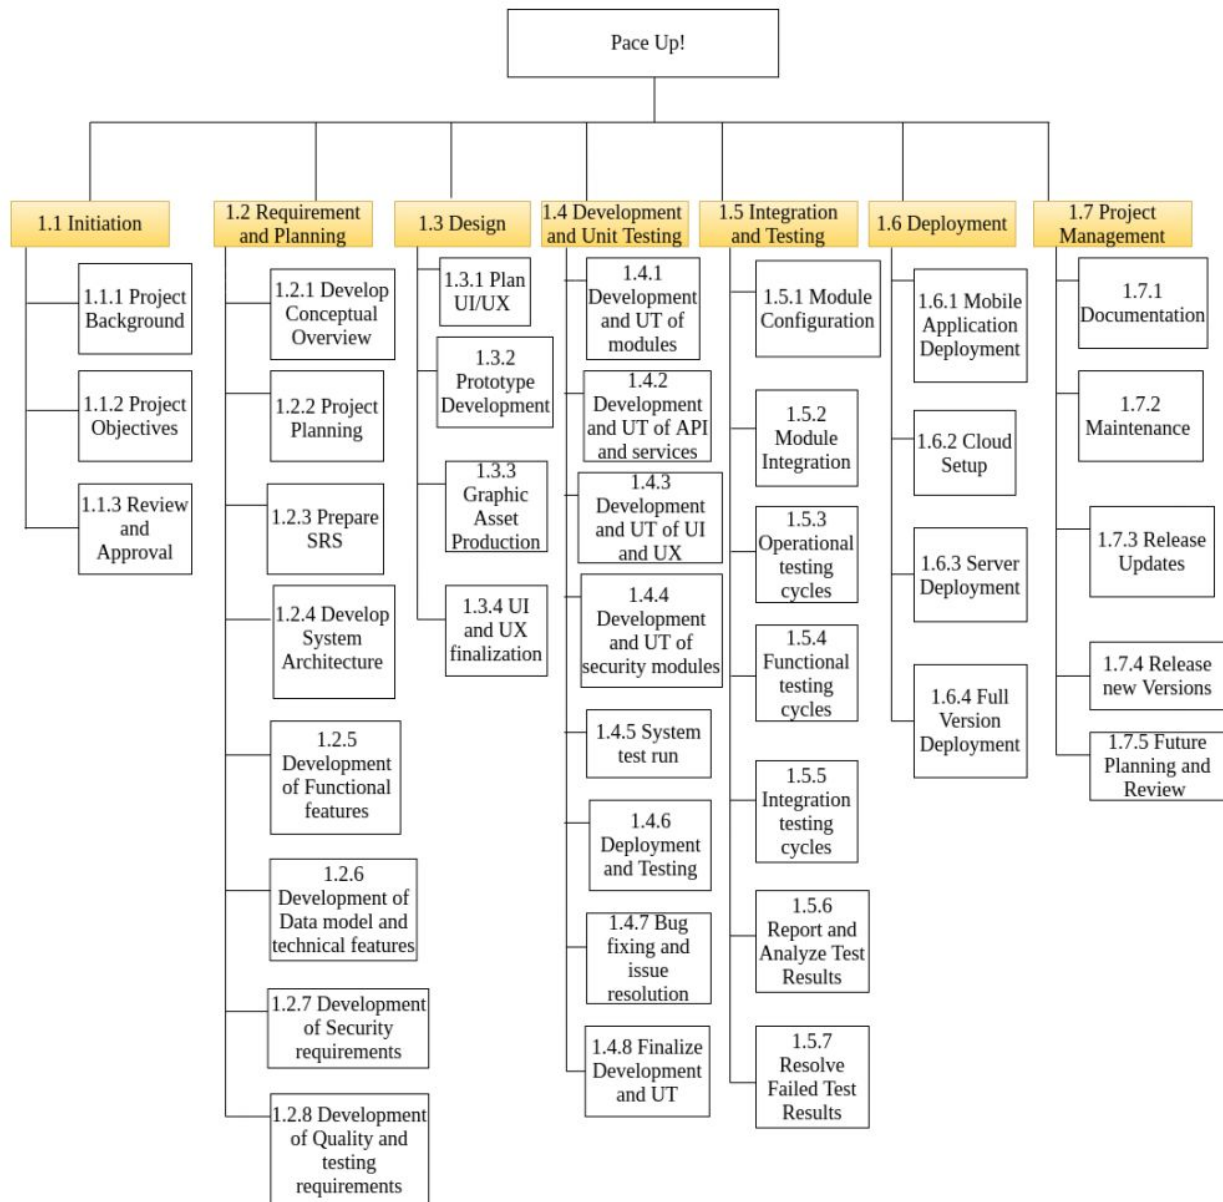 Pace Up!
1.1 Initiation
1.1.1 Project
Background
1.1.2 Project
Objectives
1.1.3 Review
and
Approval
1.2 Requirement
and Planning
1.2.1 Develop
Conceptual
Overview
1.2.2 Project
Planning
1.2.3 Prepare
SRS
1.2.4 Develop
System
Architecture
1.2.5
Development
of Functional
features
1.2.6
Development of
Data model and
technical features
1.2.7 Development
of Security
requirements
1.2.8 Development
of Quality and
testing
requirements
1.3 Design
1.3.1 Plan
UI/UX
1.3.2
Prototype
Development
1.3.3
Graphic
Asset
Production
1.3.4 UI
and UX
finalization
1.4 Development
and Unit Testing
1.4.1
Development
and UT of
modules
1.4.2
Development
and UT of API
and services
1.4.3
Development
and UT of UI
and UX
1.4.4
Development
and UT of
security modules
1.4.5 System
test run
1.4.6
Deployment
and Testing
1.4.7 Bug
fixing and
issue
resolution
1.4.8 Finalize
Development
and UT
1.5 Integration
and Testing
1.5.1 Module
Configuration
1.5.2
Module
Integration
1.5.3
Operational
testing
cycles
1.5.4
Functional
testing
cycles
1.5.5
Integration
testing
cycles
1.5.6
Report and
Analyze Test
Results
1.5.7
Resolve
Failed Test
Results
1.6 Deployment
1.6.1 Mobile
Application
Deployment
1.6.2 Cloud
Setup
1.6.3 Server
Deployment
1.6.4 Full
Version
Deployment
1.7 Project
Management
1.7.1
Documentation
1.7.2
Maintenance
1.7.3 Release
Updates
1.7.4 Release
new Versions
1.7.5 Future
Planning and
Review